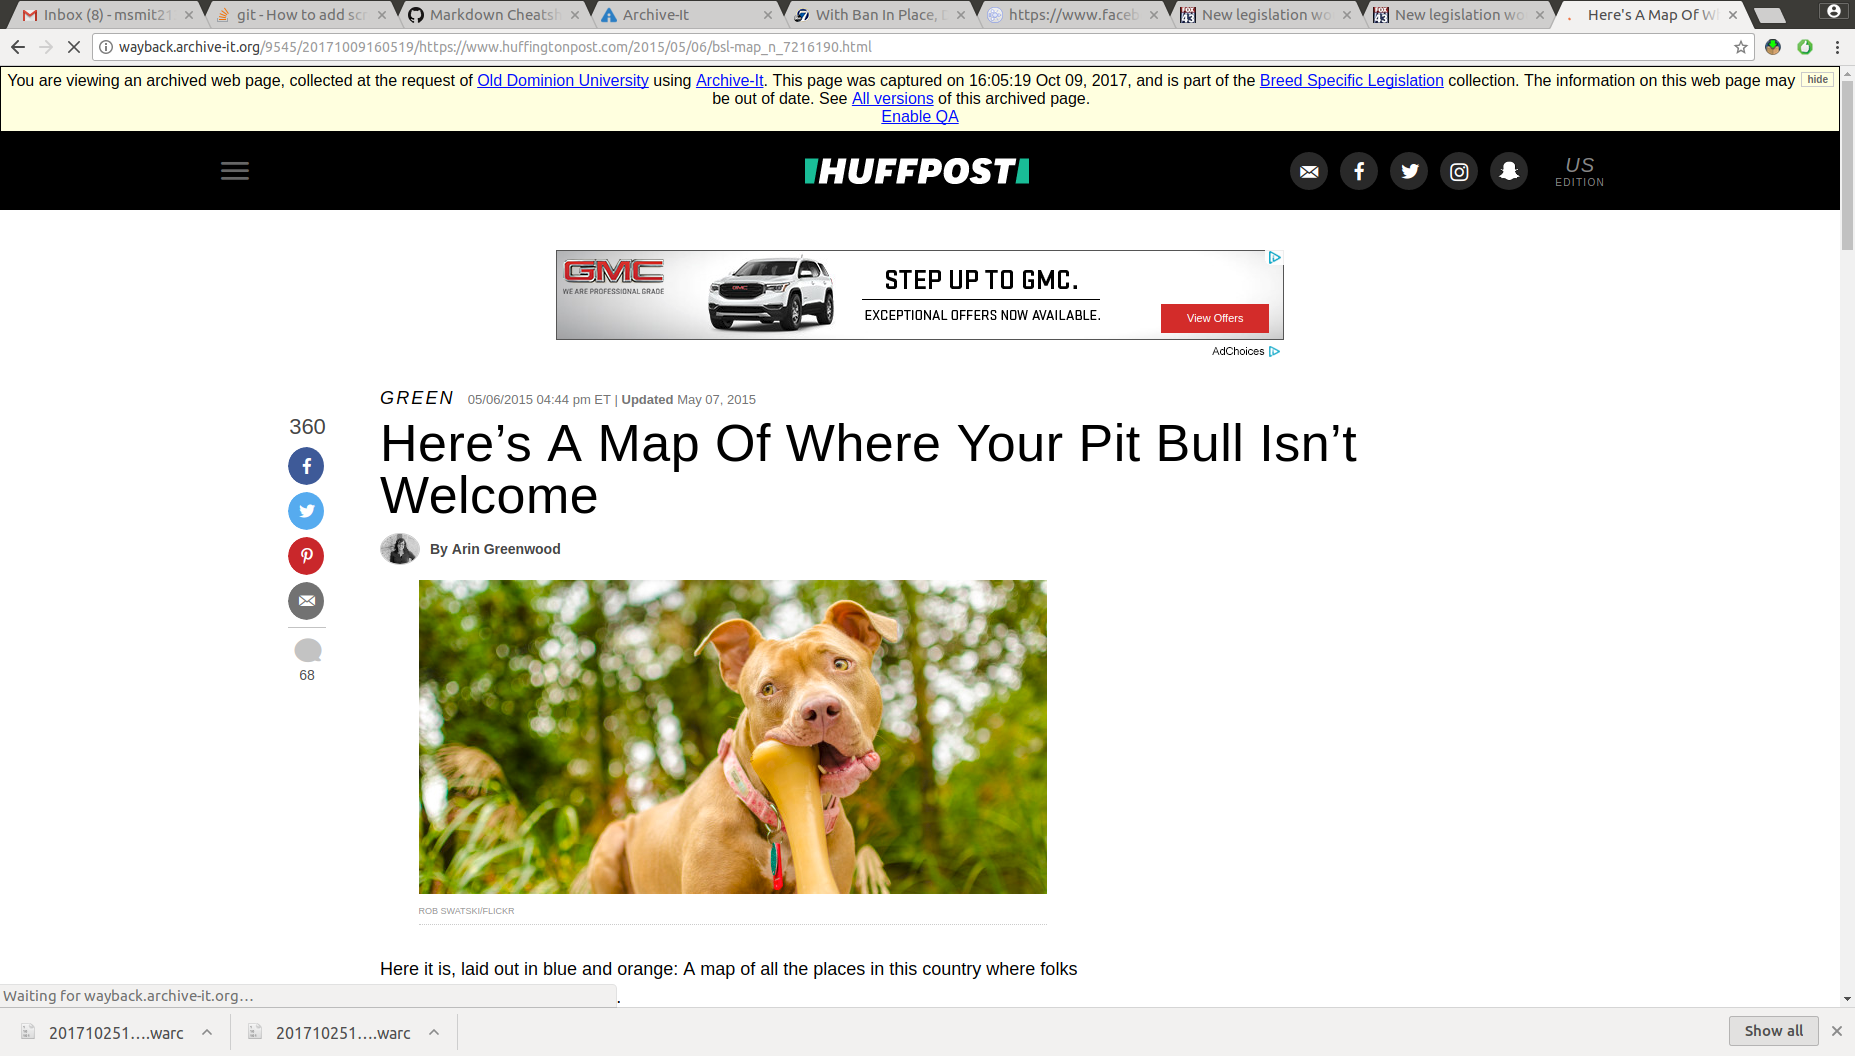 Inbox (8) - msmit21
git - How to add scr
Markdown Cheatsh
Archive-It
With Ban In Place, D
https://www.faceb
New legislation wo
New legislation wo
Here's A Map Of Wh
wayback.archive-it.org/9545/20171009160519/https://www.huffingtonpost.com/2015/05/06/bsl-map_n_7216190.html
You are viewing an archived web page, collected at the request of Old Dominion University using Archive-It. This page was captured on 16:05:19 Oct 09, 2017, and is part of the Breed Specific Legislation collection. The information on this web page may
hide
be out of date. See All versions of this archived page.
Enable QA
HUFFPOST
US
EDITION
GMC
WE ARE PROFESSIONAL GRADE
STEP UP TO GMC.
EXCEPTIONAL OFFERS NOW AVAILABLE.
View Offers
AdChoices
GREEN 05/06/2015 04:44 pm ET | Updated May 07, 2015
360
Here’s A Map Of Where Your Pit Bull Isn’t
Welcome
By Arin Greenwood
68
ROB SWATSKI/FLICKR
Here it is, laid out in blue and orange: A map of all the places in this country where folks
.
Waiting for wayback.archive-it.org…
201710251….warc
201710251….warc
Show all